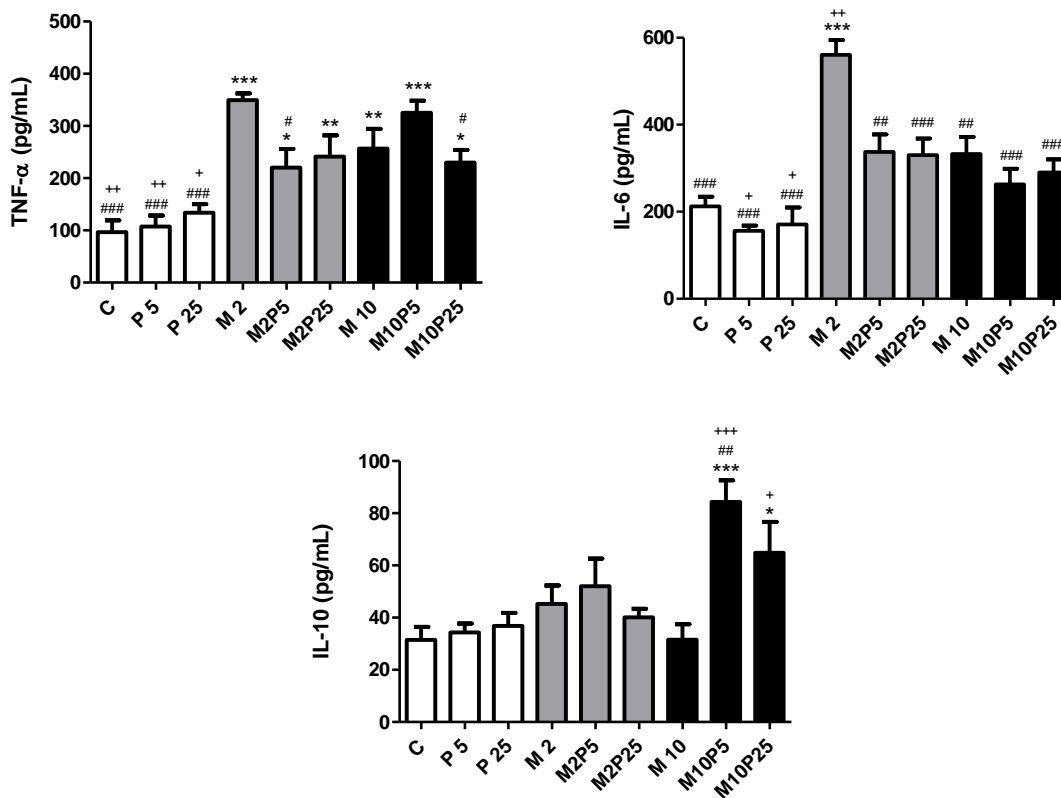 TNF-α (pg/mL)
500
400
300
200
100
0
++
###
++
###
+
###
***
#
*
**
**
***
#
*
C
P 5
P 25
M 2
M2P5
M2P25
M 10
M10P5
M10P25
IL-6 (pg/mL)
600
400
200
0
###
+
###
+
###
++
***
##
###
##
###
###
C
P 5
P 25
M 2
M2P5
M2P25
M 10
M10P5
M10P25
IL-10 (pg/mL)
100
80
60
40
20
0
+++
##
***
+
*
C
P 5
P 25
M 2
M2P5
M2P25
M 10
M10P5
M10P25